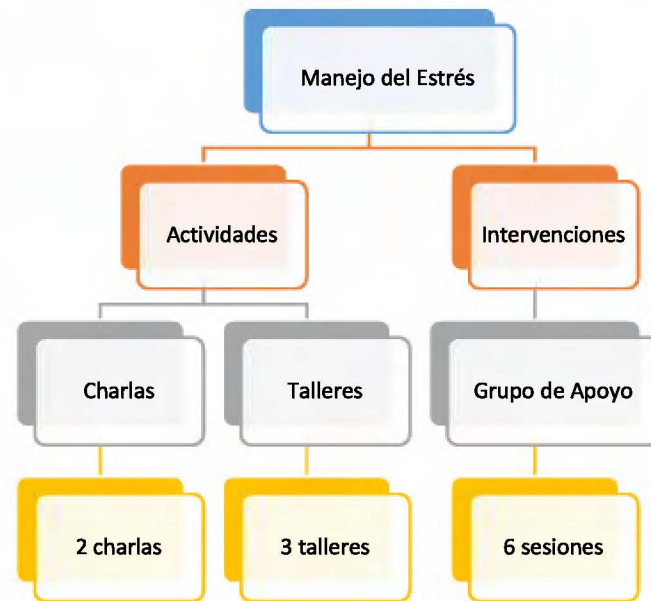 Manejo del Estrés
Actividades
Intervenciones
Charlas
Talleres
Grupo de Apoyo
2 charlas
3 talleres
6 sesiones